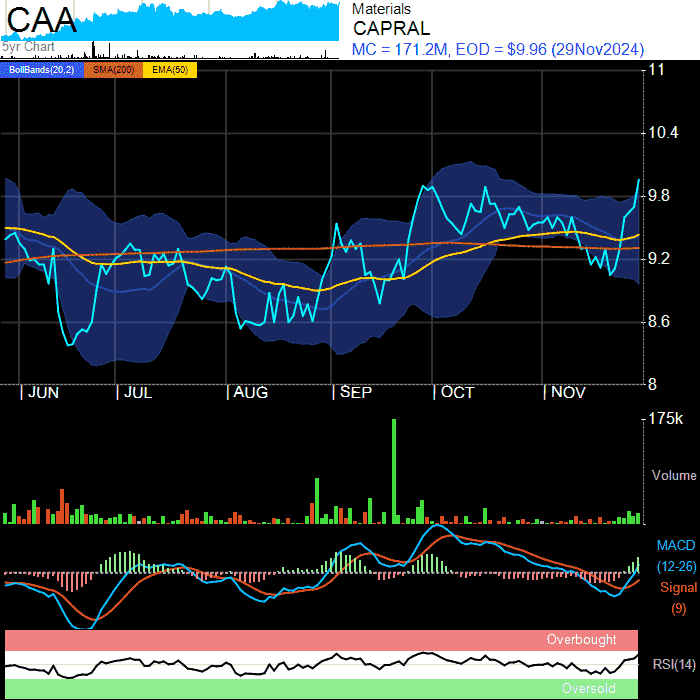 CAA
5yr Chart
Materials
CAPRAL
MC = 171.2M, EOD = $9.96 (29Nov2024)
BollBands(20,2) SMA(200) EMA(50)
11
10.4
9.8
9.2
8.6
8
| JUN | JUL | AUG | SEP | OCT | NOV
175k
Volume
MACD
(12-26)
Signal
(9)
Overbought
RSI(14)
Oversold